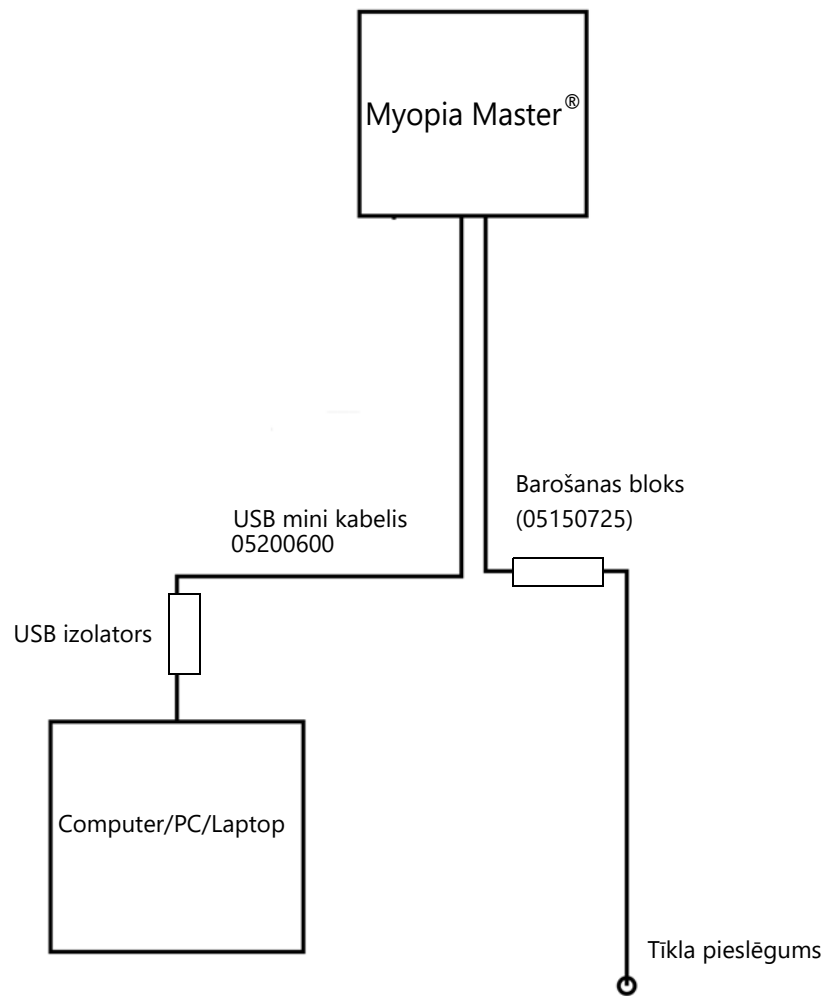 Myopia Master®
Barošanas bloks
(05150725)
USB mini kabelis
05200600
USB izolators
Computer/PC/Laptop
Tīkla pieslēgums